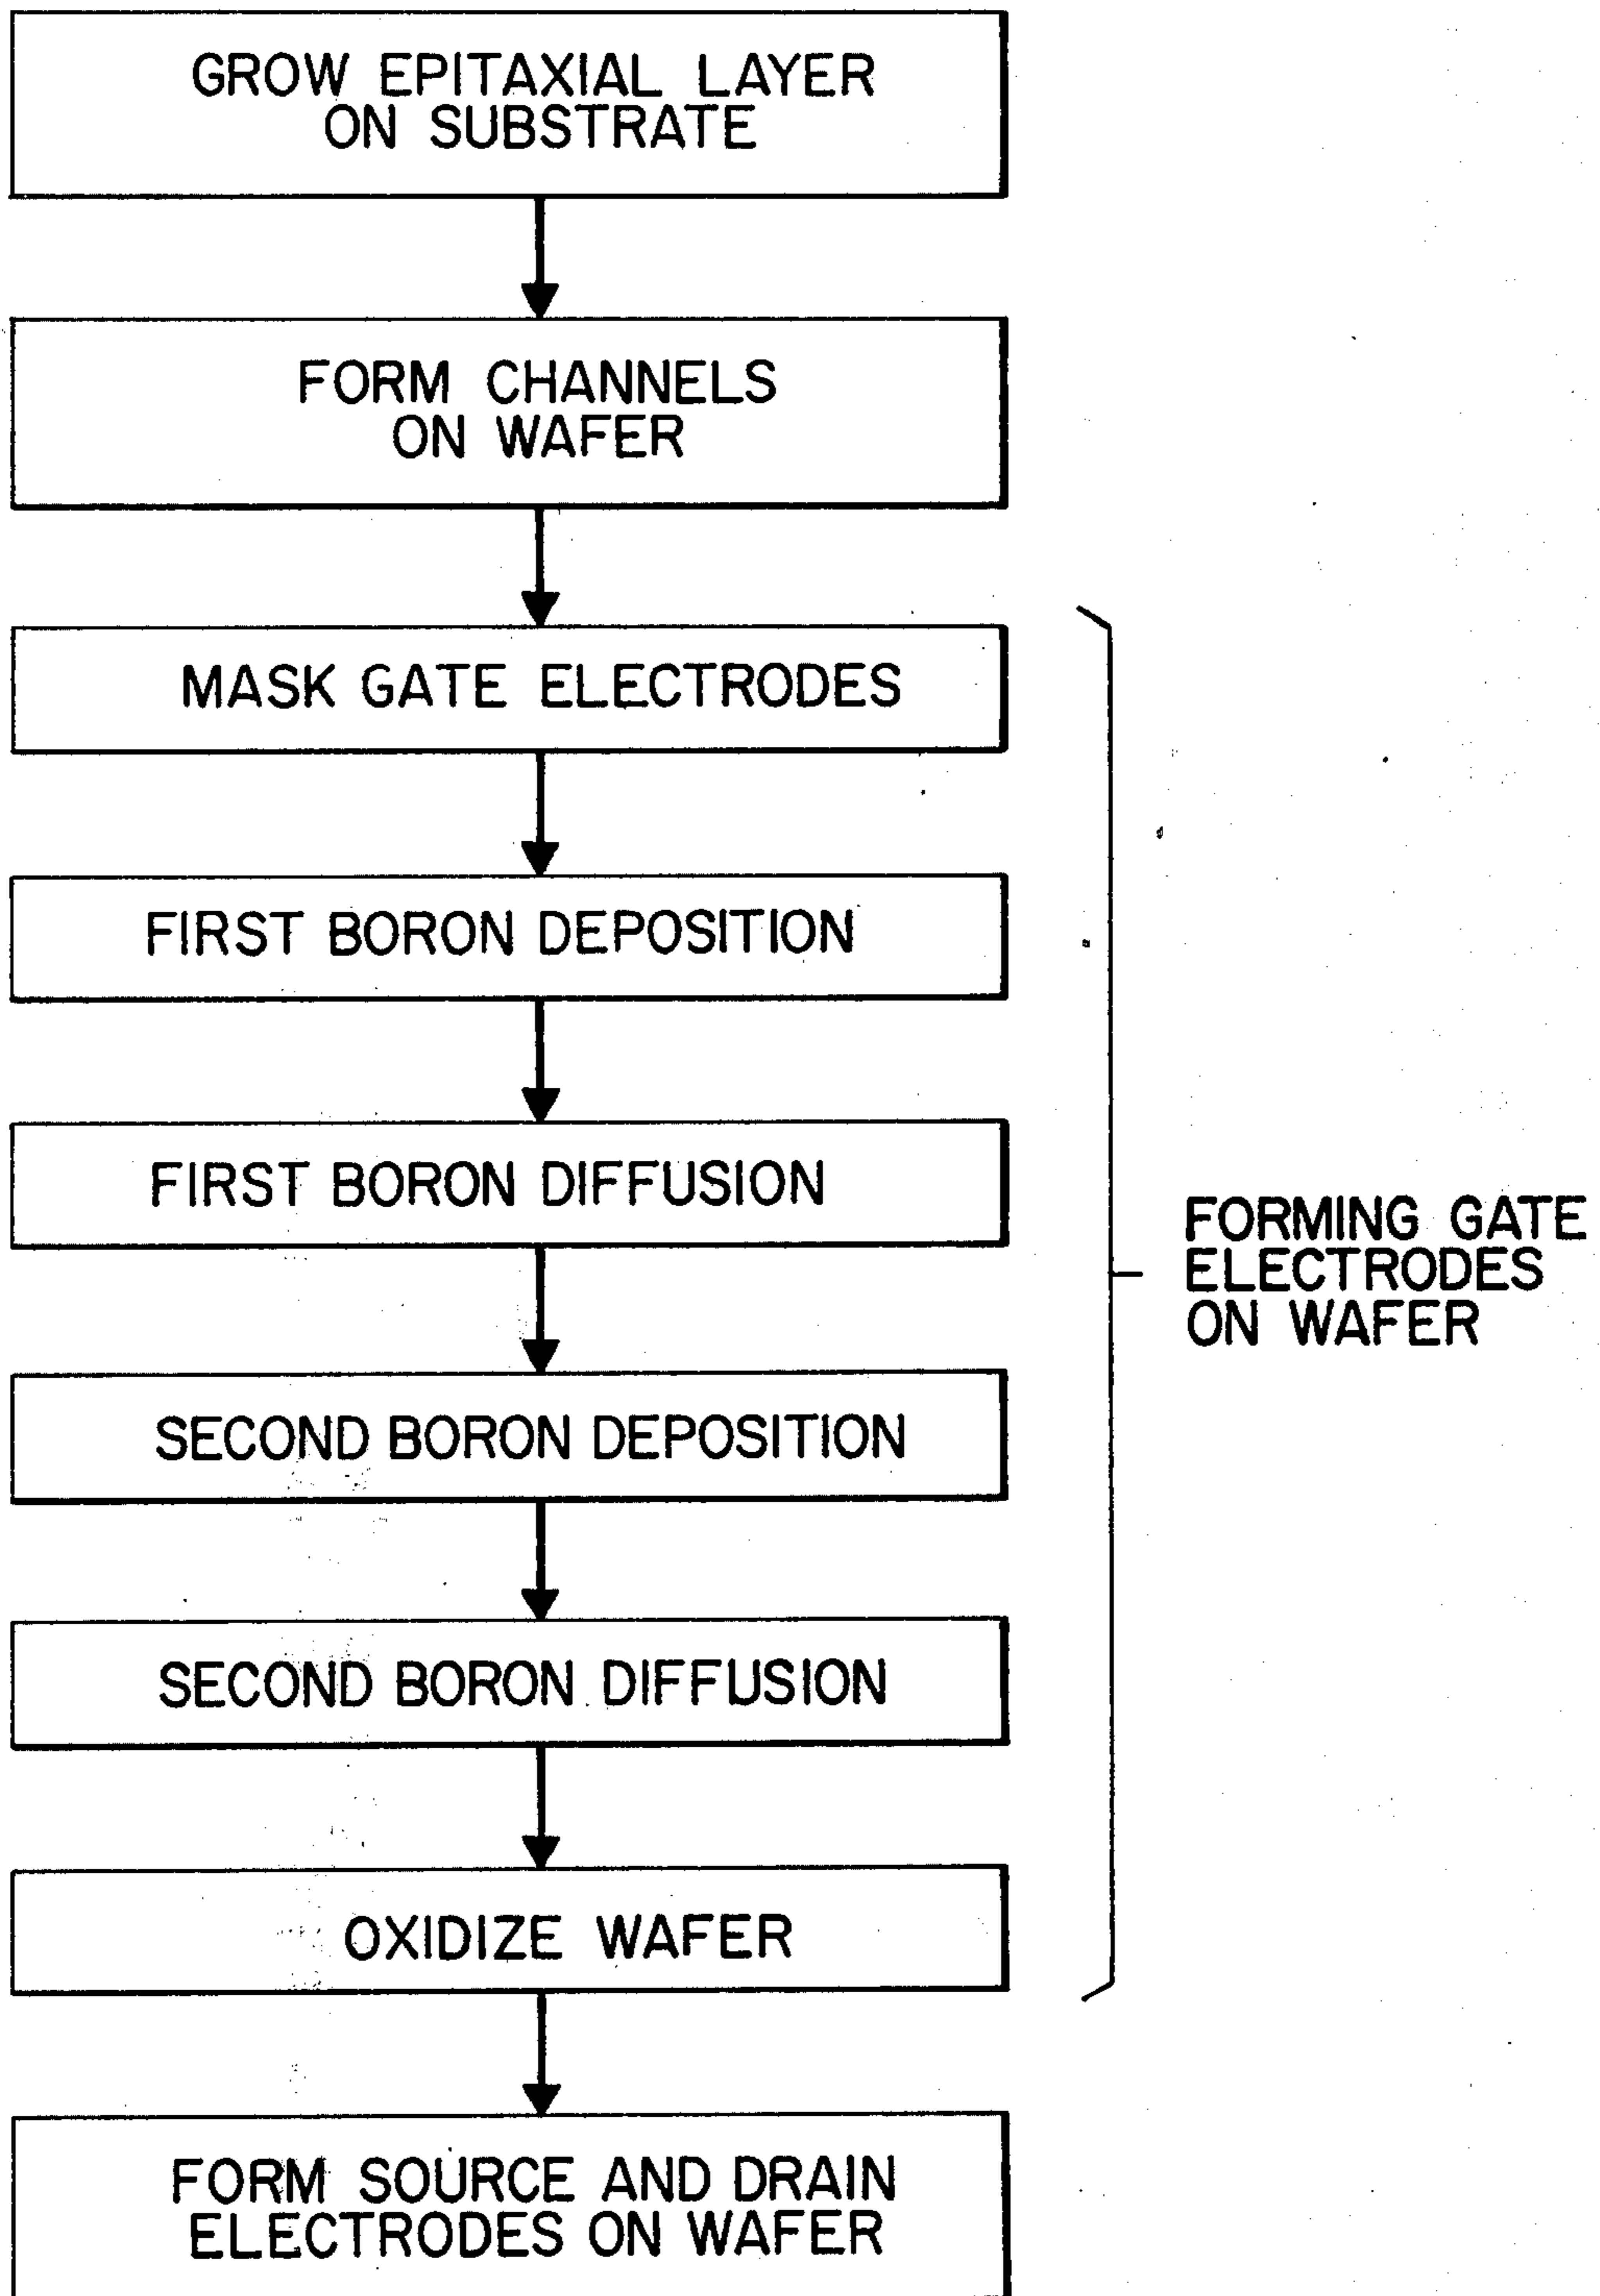 GROW EPITAXIAL LAYER
ON SUBSTRATE
FORM CHANNELS
ON WAFER
MASK GATE ELECTRODES
FIRST BORON DEPOSITION
FIRST BORON DIFFUSION
SECOND BORON DEPOSITION
SECOND BORON DIFFUSION
OXIDIZE WAFER
FORM SOURCE AND DRAIN
ELECTRODES ON WAFER
FORMING GATE
ELECTRODES
ON WAFER